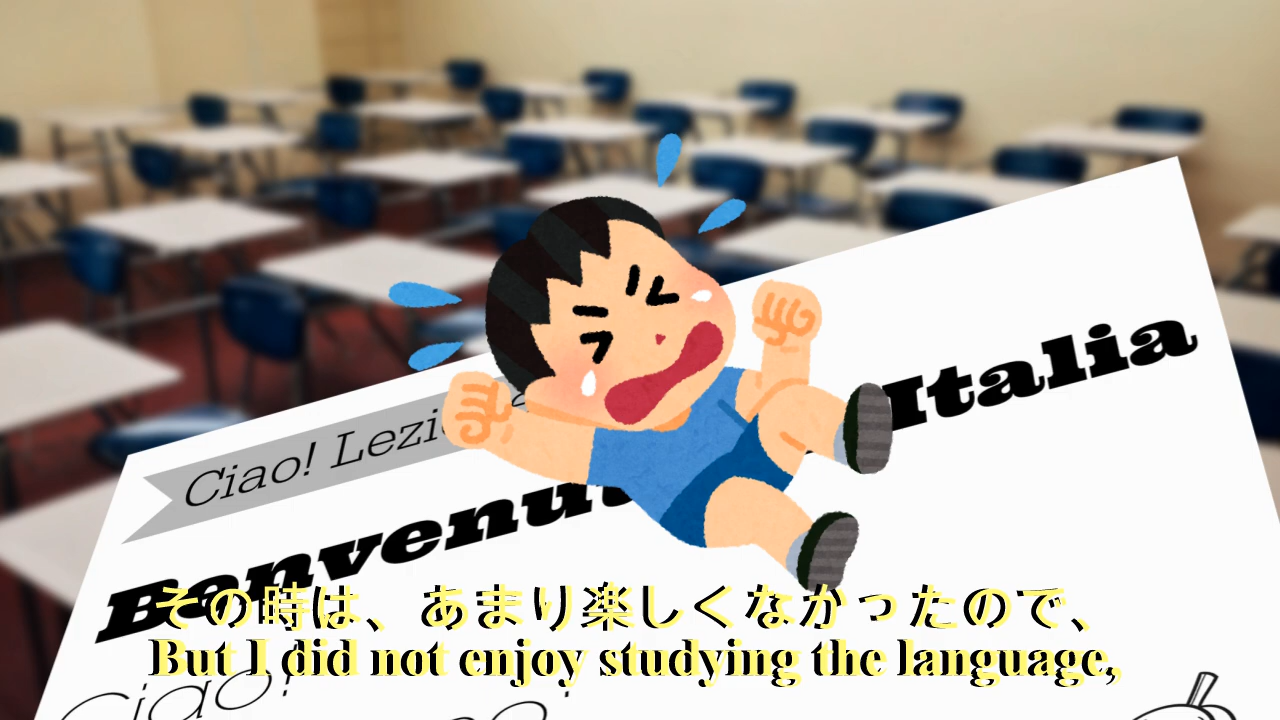 Ciao!
Benvenut
Italia
Ciao!
その時は、あまり楽しくなかったので、
But I did not enjoy studying the language,